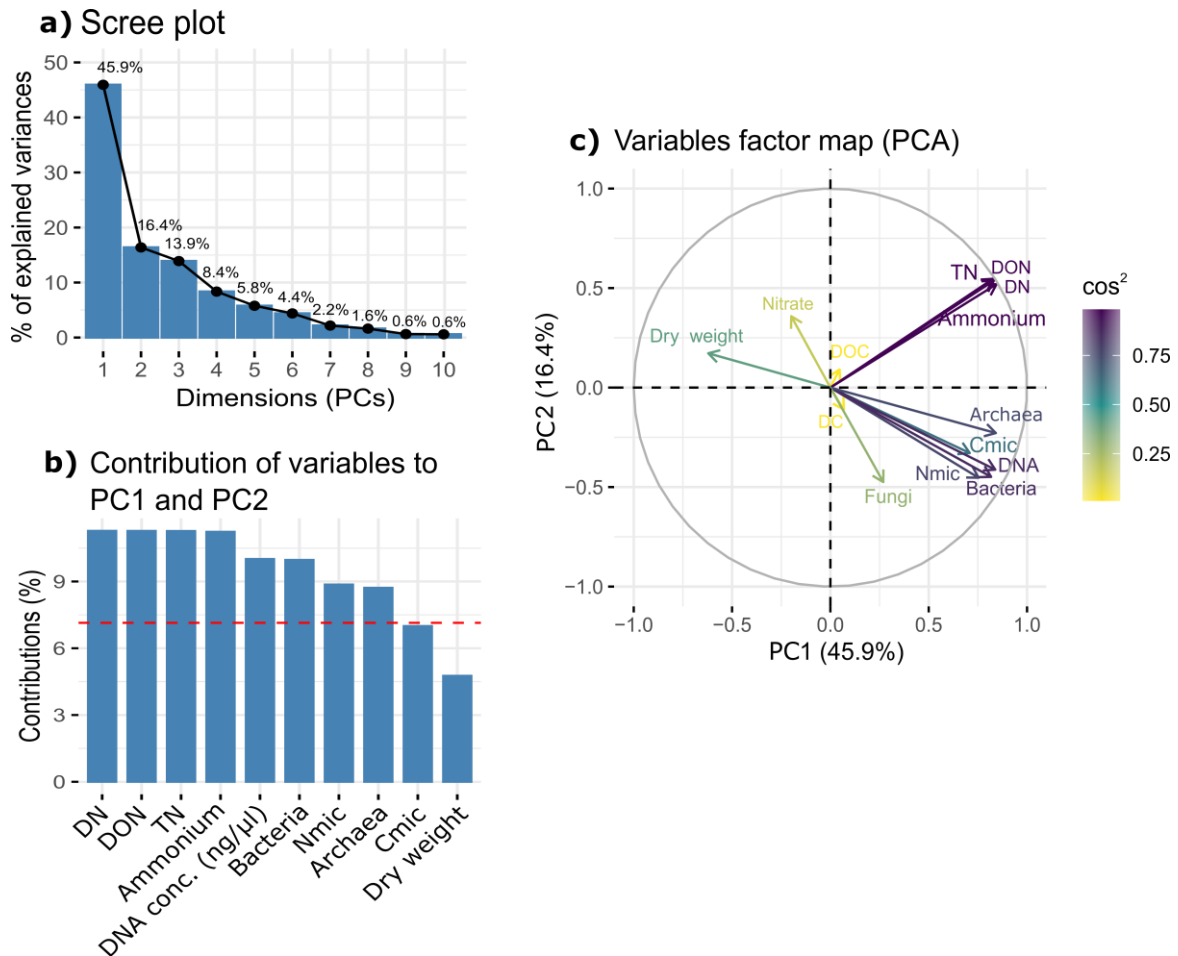 a) Scree plot
% of explained variances
50
40
30
20
10
0
45.9%
16.4%
13.9%
8.4%
5.8%
4.4%
2.2%
1.6%
0.6%
0.6%
1 2 3 4 5 6 7 8 9 10
Dimensions (PCs)
b) Contribution of variables to
PC1 and PC2
Contributions (%)
9
6
3
0
DN
DON
TN
Ammonium
DNA conc. (ng/µl)
Bacteria
Nmic
Archaea
Cmic
Dry weight
c) Variables factor map (PCA)
PC2 (16.4%)
1.0
0.5
0.0
−0.5
−1.0
TN
DON
DN
Ammonium
Nitrate
Dry weight
DOC
DC
Archaea
Cmic
DNA
Nmic
Bacteria
Fungi
−1.0 −0.5 0.0 0.5 1.0
PC1 (45.9%)
cos²
0.75
0.50
0.25